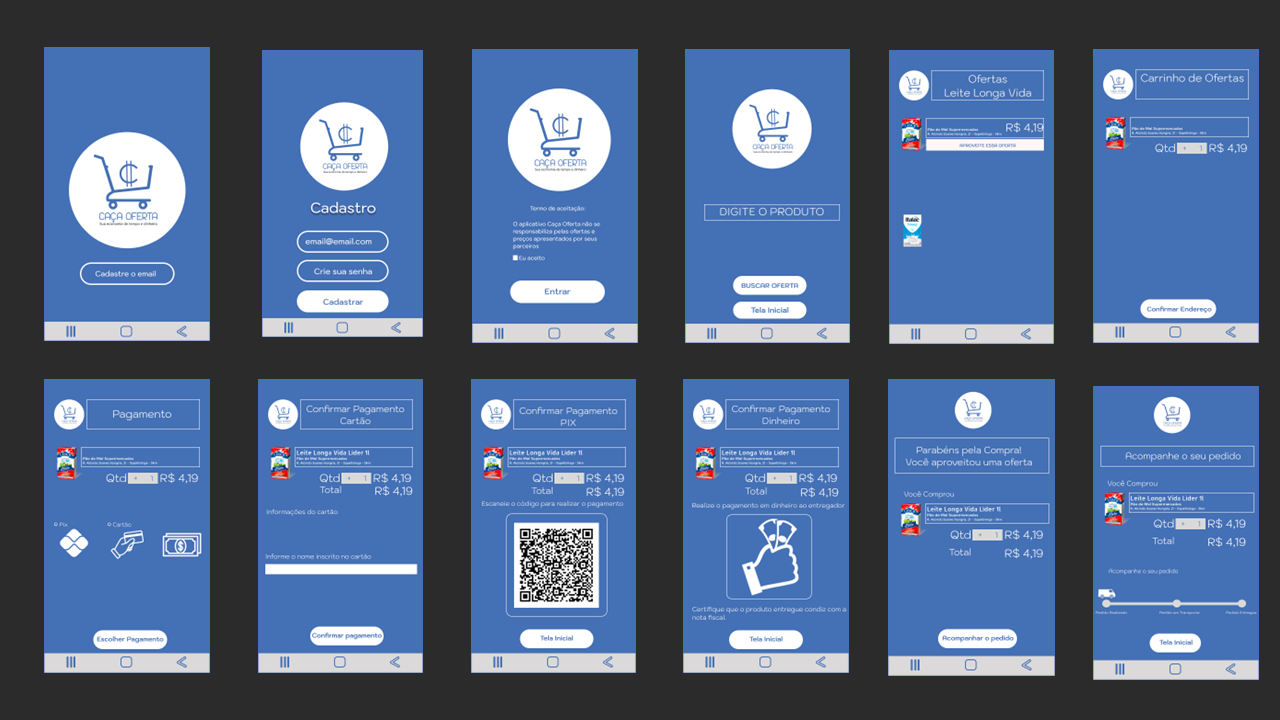 CAÇA OFERTA
Sua economia de tempo e dinheiro
Cadastre o email
CAÇA OFERTA
Sua economia de tempo e dinheiro
Cadastro
email@email.com
Crie sua senha
Cadastrar
CAÇA OFERTA
Sua economia de tempo e dinheiro
Termo de aceitação:
O aplicativo Caça Oferta não se
responsabiliza pelas ofertas e
preços apresentados por seus
parceiros
Eu aceito
Entrar
CAÇA OFERTA
DIGITE O PRODUTO
BUSCAR OFERTA
Tela Inicial
Ofertas
Leite Longa Vida
Pão de Mel Supermercados
R$ 4,19
APROVEITE ESSA OFERTA
Italac
Carrinho de Ofertas
Pão de Mel Supermercados
Qtd 1 R$ 4,19
Confirmar Endereço
Pagamento
Pão de Mel Supermercados
Qtd 1 R$ 4,19
Pix
Cartão
Escolher Pagamento
Confirmar Pagamento
Cartão
Leite Longa Vida Lider 1l
Pão de Mel Supermercados
Qtd 1 R$ 4,19
Total R$ 4,19
Informações do cartão
Informe o nome inscrito no cartão
Confirmar pagamento
Confirmar Pagamento
PIX
Leite Longa Vida Lider 1l
Pão de Mel Supermercados
Qtd 1 R$ 4,19
Total R$ 4,19
Escaneie o código para realizar o pagamento
Tela Inicial
Confirmar Pagamento
Dinheiro
Leite Longa Vida Lider 1l
Pão de Mel Supermercados
Qtd 1 R$ 4,19
Total R$ 4,19
Realize o pagamento em dinheiro ao entregador
Certifique que o produto entregue condiz com a
nota fiscal.
Tela Inicial
Parabéns pela Compra!
Você aproveitou uma oferta
Você Comprou
Leite Longa Vida Lider 1l
Pão de Mel Supermercados
Qtd 1 R$ 4,19
Total R$ 4,19
Acompanhar o pedido
Acompanhe o seu pedido
Você Comprou
Leite Longa Vida Lider 1l
Pão de Mel Supermercados
Qtd 1 R$ 4,19
Total R$ 4,19
Acompanhe o seu pedido
Pedido Realizado
Pedido em Transporte
Pedido Entregue
Tela Inicial